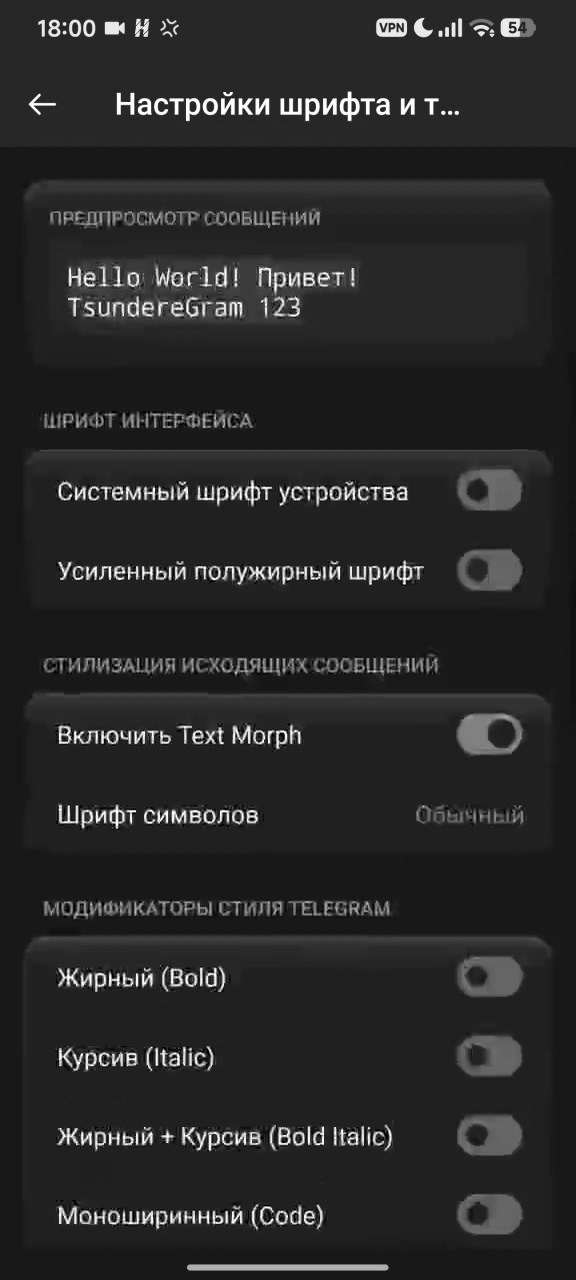 18:00
VPN
54
Настройки шрифта и т...
ПРЕДПРОСМОТР СООБЩЕНИЙ
Hello World! Привет!
TsundereGram 123
ШРИФТ ИНТЕРФЕЙСА
Системный шрифт устройства
Усиленный полужирный шрифт
СТИЛИЗАЦИЯ ИСХОДЯЩИХ СООБЩЕНИЙ
Включить Text Morph
Шрифт символов Обычный
МОДИФИКАТОРЫ СТИЛЯ TELEGRAM
Жирный (Bold)
Курсив (Italic)
Жирный + Курсив (Bold Italic)
Моноширинный (Code)